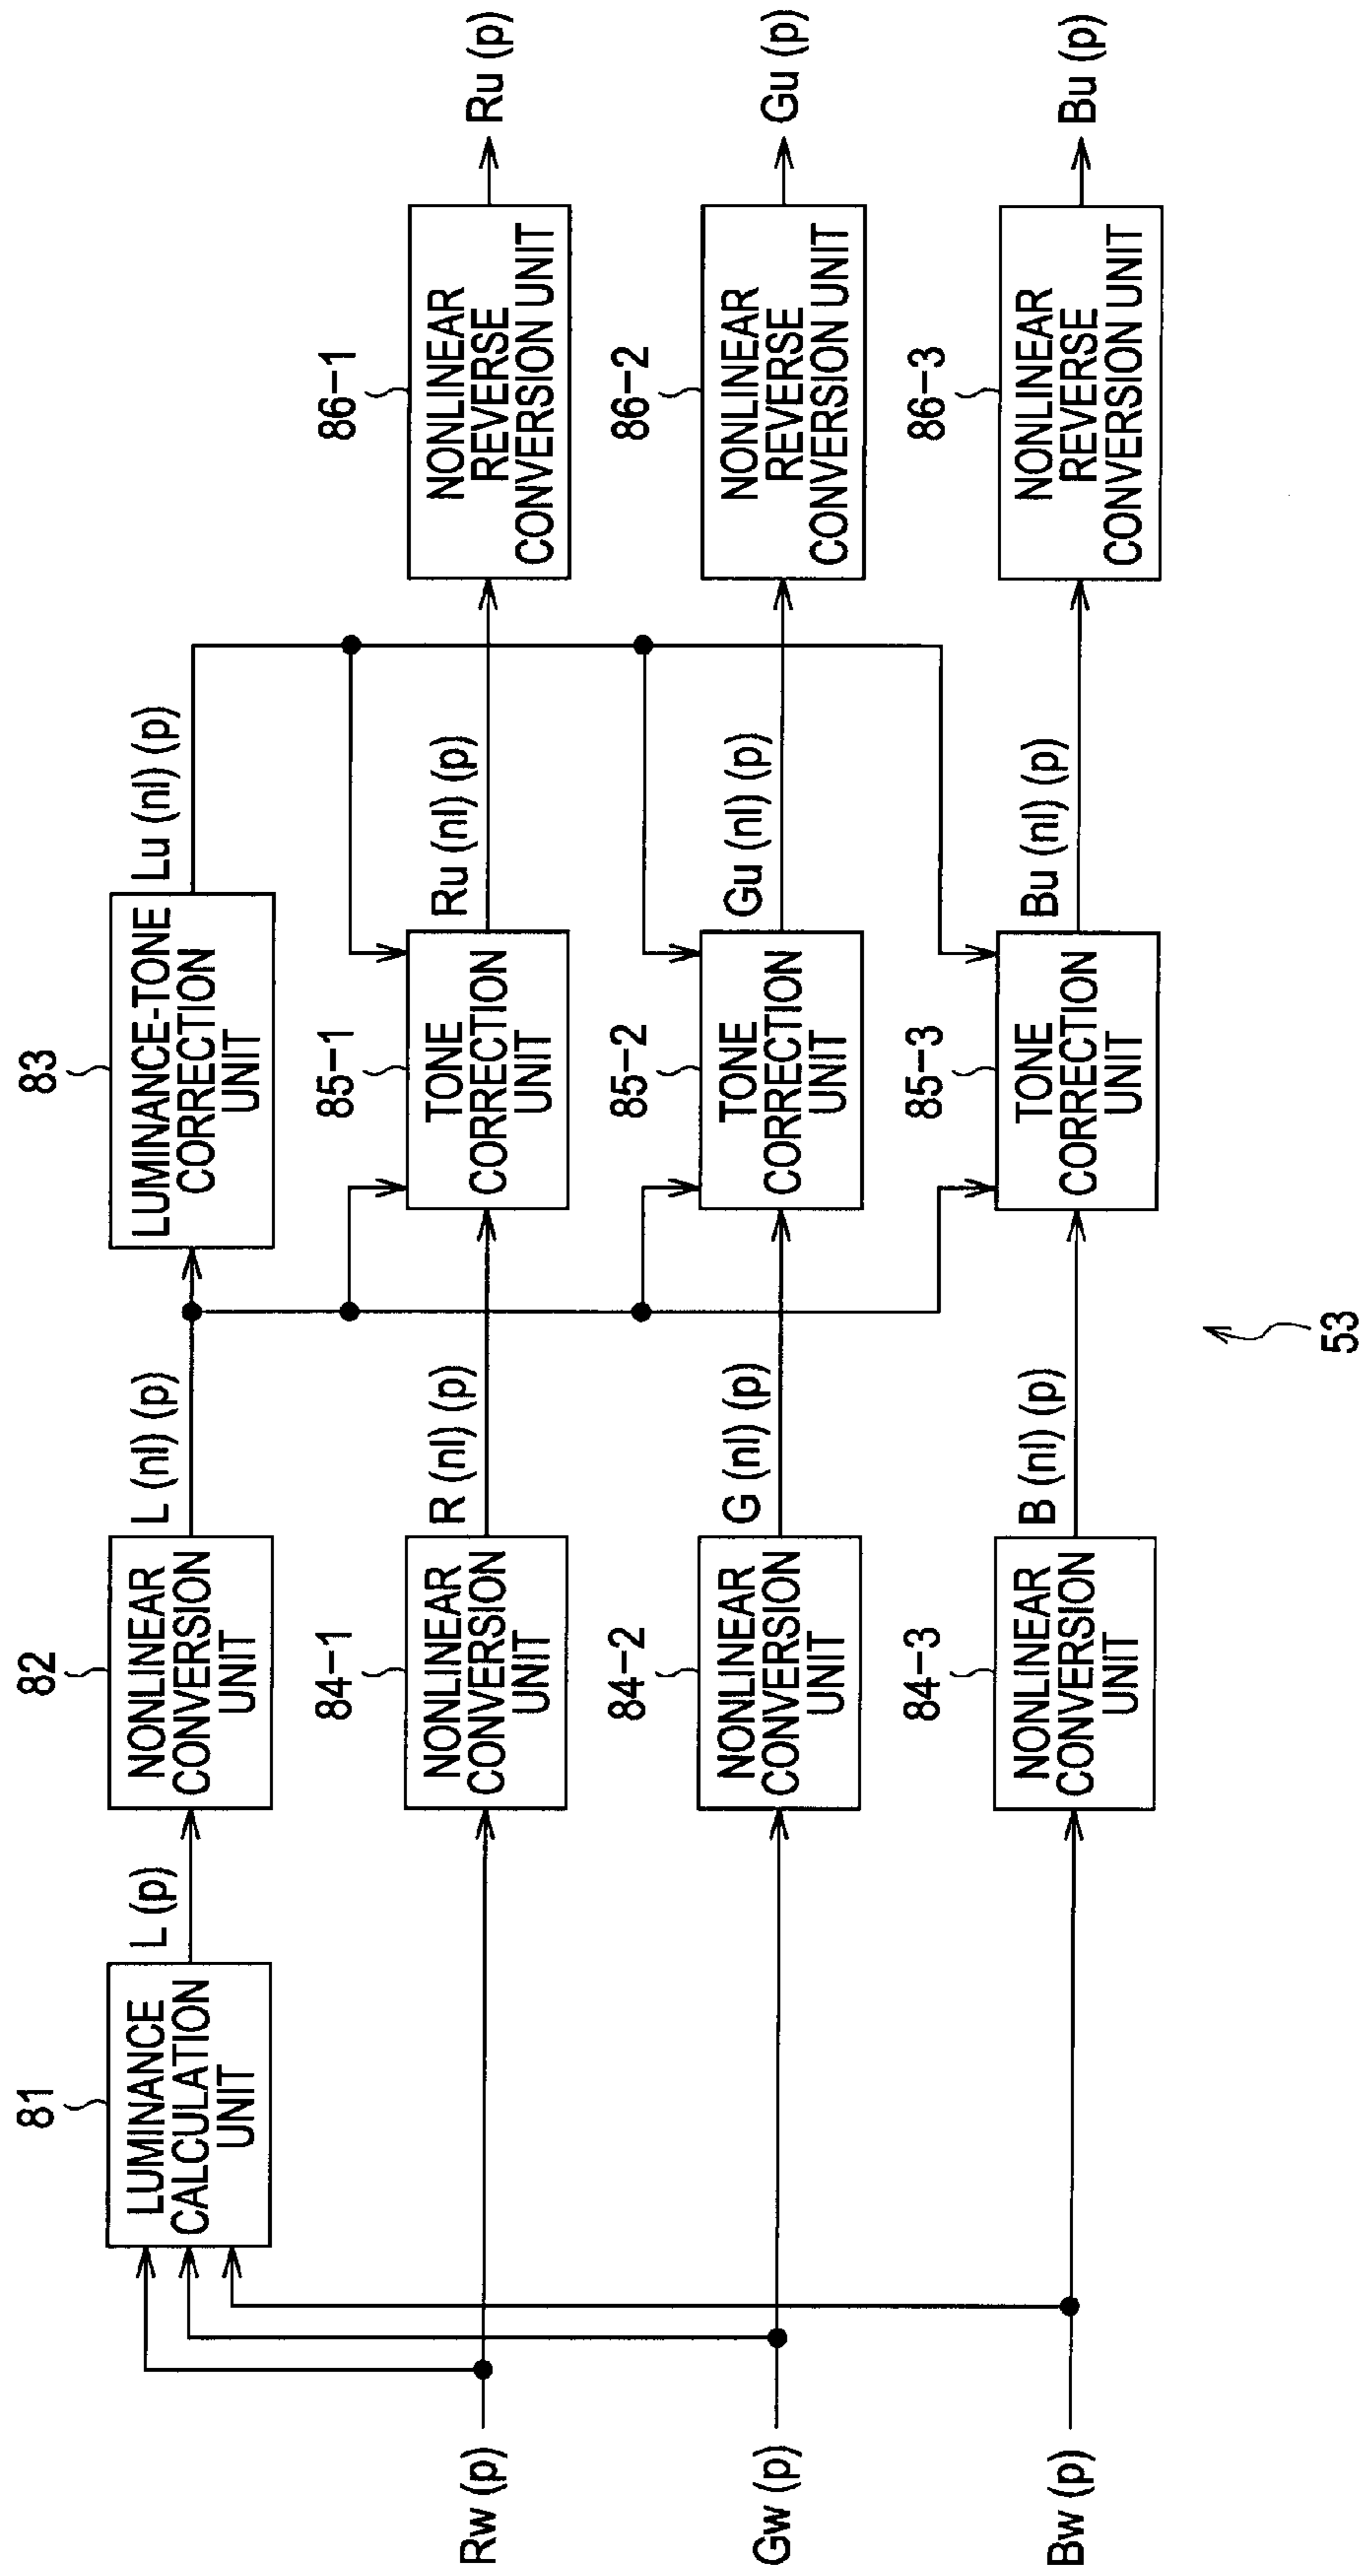 81
LUMINANCE
CALCULATION
UNIT
L (p)
82
NONLINEAR
CONVERSION
UNIT
L (nl) (p)
83
LUMINANCE-TONE
CORRECTION
UNIT
Lu (nl) (p)
Rw (p)
84-1
NONLINEAR
CONVERSION
UNIT
R (nl) (p)
85-1
TONE
CORRECTION
UNIT
Ru (nl) (p)
86-1
NONLINEAR
REVERSE
CONVERSION UNIT
Ru (p)
Gw (p)
84-2
NONLINEAR
CONVERSION
UNIT
G (nl) (p)
85-2
TONE
CORRECTION
UNIT
Gu (nl) (p)
86-2
NONLINEAR
REVERSE
CONVERSION UNIT
Gu (p)
Bw (p)
84-3
NONLINEAR
CONVERSION
UNIT
B (nl) (p)
85-3
TONE
CORRECTION
UNIT
Bu (nl) (p)
86-3
NONLINEAR
REVERSE
CONVERSION UNIT
Bu (p)
53